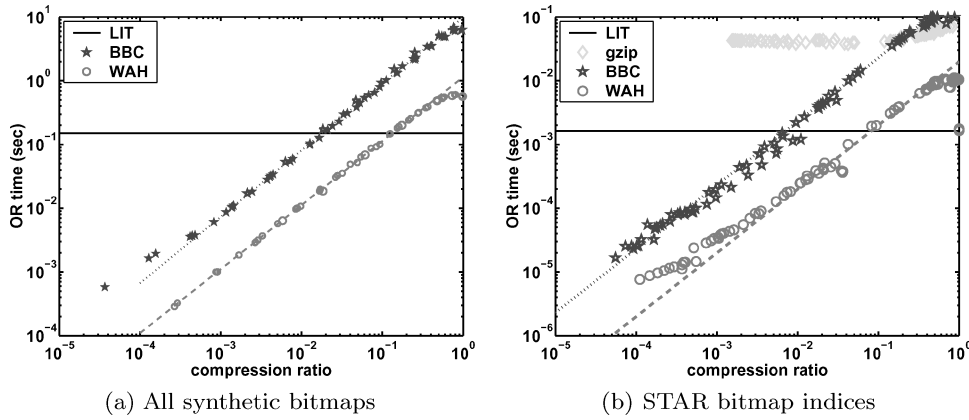 10^1
10^0
10^-1
10^-2
10^-3
10^-4
OR time (sec)
LIT
BBC
WAH
10^-5
10^-4
10^-3
10^-2
10^-1
10^0
compression ratio
(a) All synthetic bitmaps
10^-1
10^-2
10^-3
10^-4
10^-5
10^-6
OR time (sec)
LIT
gzip
BBC
WAH
10^-5
10^-4
10^-3
10^-2
10^-1
10^0
compression ratio
(b) STAR bitmap indices